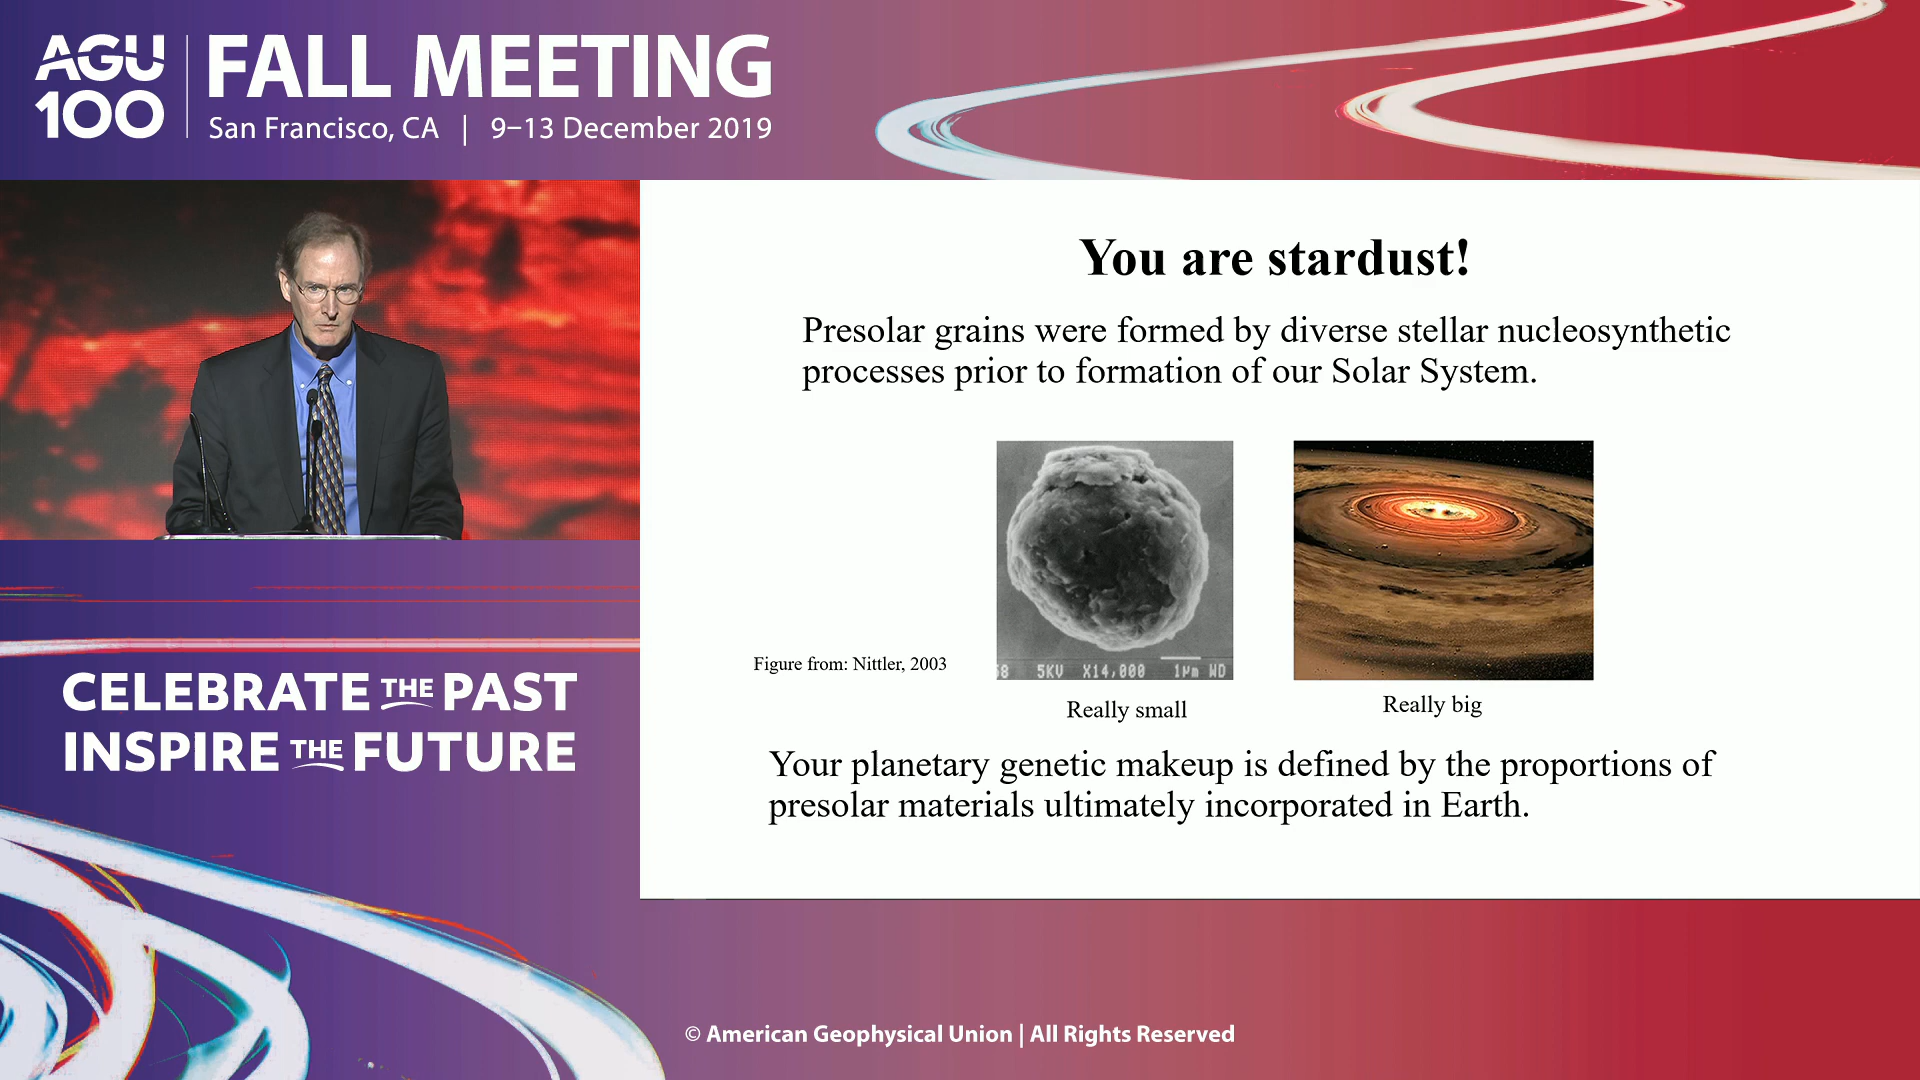 AGU
100
FALL MEETING
San Francisco, CA | 9–13 December 2019
You are stardust!
Presolar grains were formed by diverse stellar nucleosynthetic
processes prior to formation of our Solar System.
Figure from: Nittler, 2003
8 5KV X14,000 1µm WD
Really small
Really big
Your planetary genetic makeup is defined by the proportions of
presolar materials ultimately incorporated in Earth.
CELEBRATE THE PAST
INSPIRE THE FUTURE
© American Geophysical Union | All Rights Reserved